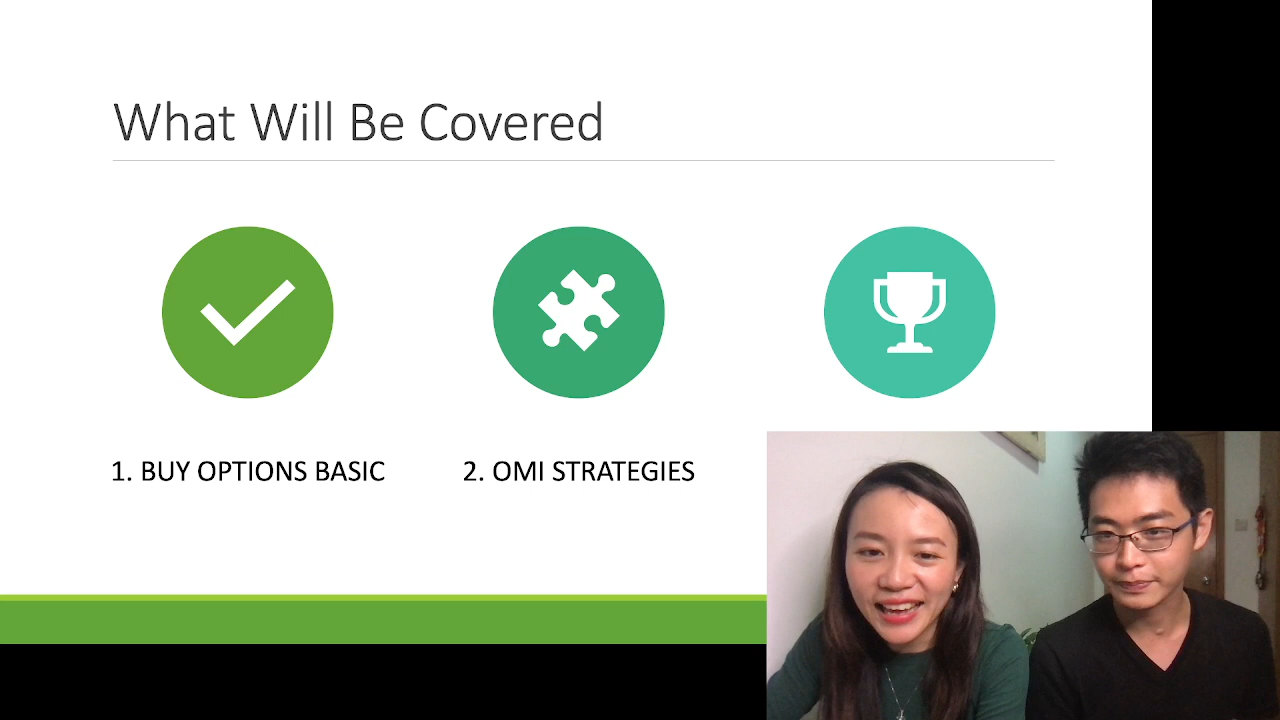 What Will Be Covered
1. BUY OPTIONS BASIC
2. OMI STRATEGIES